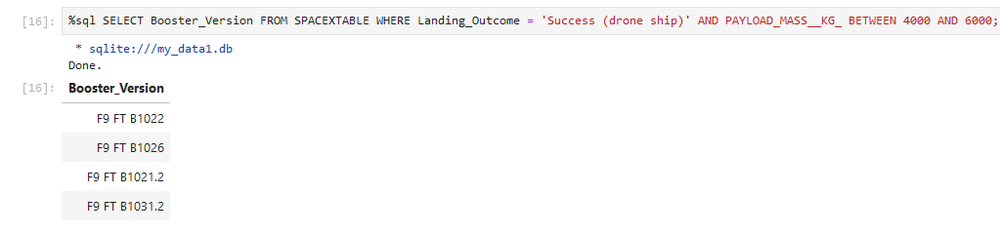 [16]: %sql SELECT Booster_Version FROM SPACEXTABLE WHERE Landing_Outcome = 'Success (drone ship)' AND PAYLOAD_MASS__KG_ BETWEEN 4000 AND 6000;
* sqlite:///my_data1.db
Done.
[16]: Booster_Version
F9 FT B1022
F9 FT B1026
F9 FT B1021.2
F9 FT B1031.2